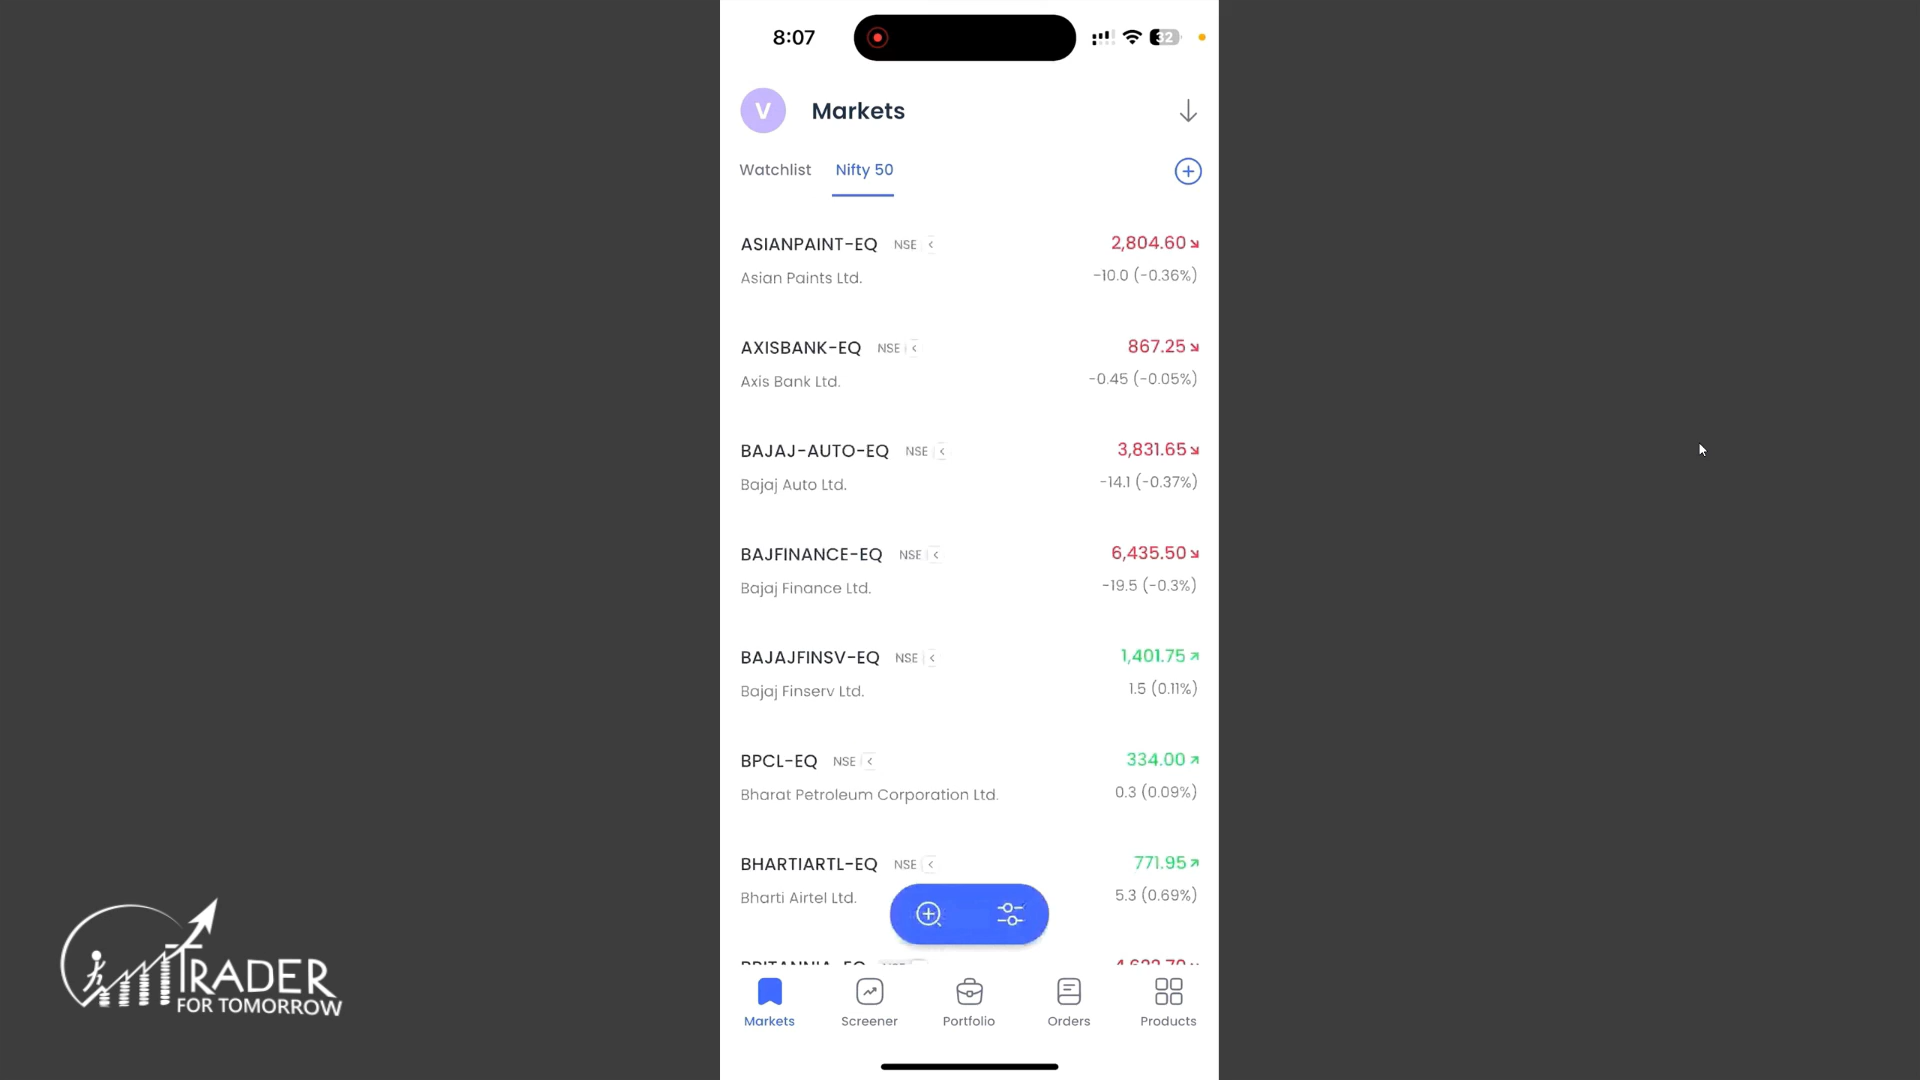 8:07
32
V
Markets
Watchlist
Nifty 50
ASIANPAINT-EQ NSE
2,804.60
Asian Paints Ltd.
-10.0 (-0.36%)
AXISBANK-EQ NSE
867.25
Axis Bank Ltd.
-0.45 (-0.05%)
BAJAJ-AUTO-EQ NSE
3,831.65
Bajaj Auto Ltd.
-14.1 (-0.37%)
BAJFINANCE-EQ NSE
6,435.50
Bajaj Finance Ltd.
-19.5 (-0.3%)
BAJAJFINSV-EQ NSE
1,401.75
Bajaj Finserv Ltd.
1.5 (0.11%)
BPCL-EQ NSE
334.00
Bharat Petroleum Corporation Ltd.
0.3 (0.09%)
BHARTIARTL-EQ NSE
771.95
Bharti Airtel Ltd.
5.3 (0.69%)
Markets
Screener
Portfolio
Orders
Products
TRADER
FOR TOMORROW